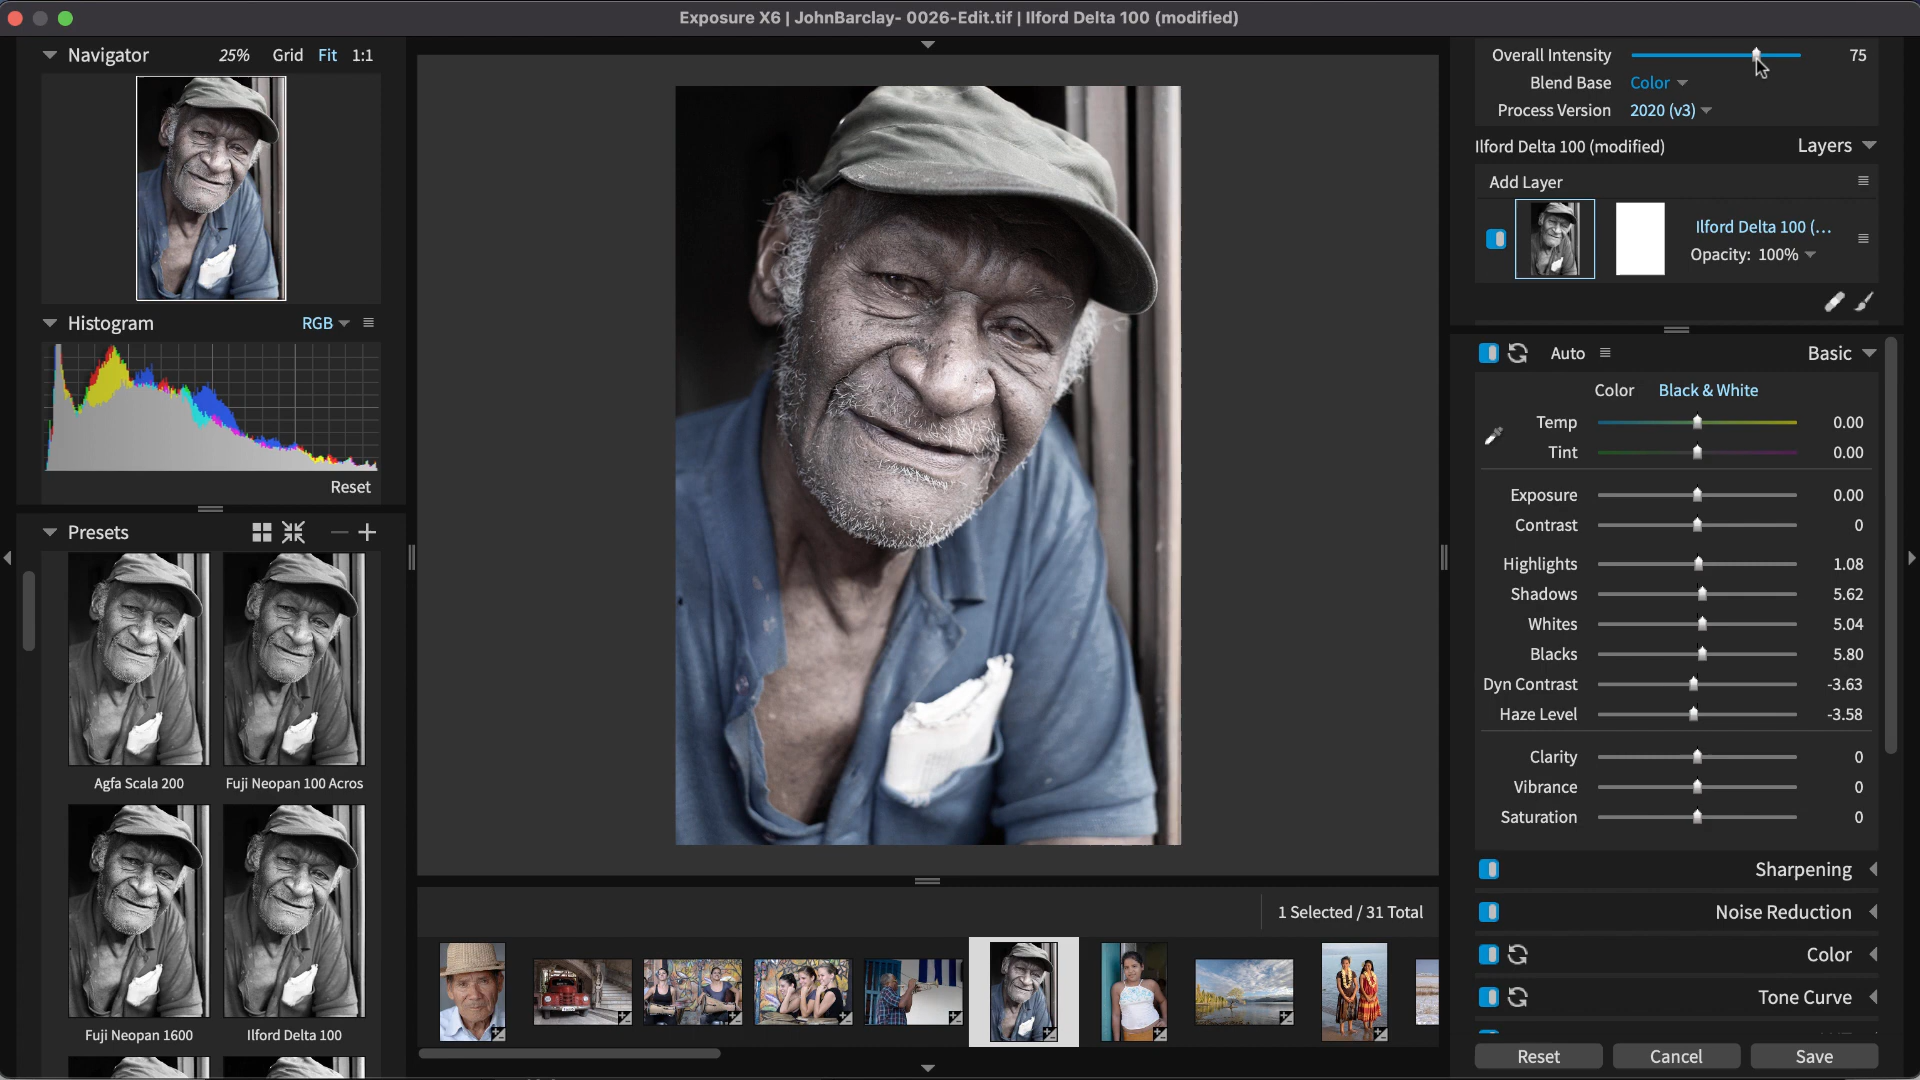 Exposure X6 | JohnBarclay- 0026-Edit.tif | Ilford Delta 100 (modified)
Navigator 25% Grid Fit 1:1
Histogram RGB
Reset
Presets
Agfa Scala 200 Fuji Neopan 100 Acros
Fuji Neopan 1600 Ilford Delta 100
1 Selected / 31 Total
Overall Intensity 75
Blend Base Color
Process Version 2020 (v3)
Ilford Delta 100 (modified) Layers
Add Layer
Ilford Delta 100 (...
Opacity: 100%
Auto Basic
Color Black & White
Temp 0.00
Tint 0.00
Exposure 0.00
Contrast 0
Highlights 1.08
Shadows 5.62
Whites 5.04
Blacks 5.80
Dyn Contrast -3.63
Haze Level -3.58
Clarity 0
Vibrance 0
Saturation 0
Sharpening
Noise Reduction
Color
Tone Curve
Reset Cancel Save